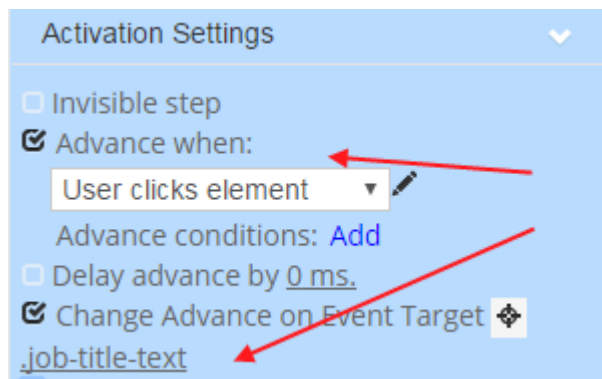 Activation Settings
Invisible step
Advance when:
User clicks element
Advance conditions: Add
Delay advance by 0 ms.
Change Advance on Event Target
.job-title-text